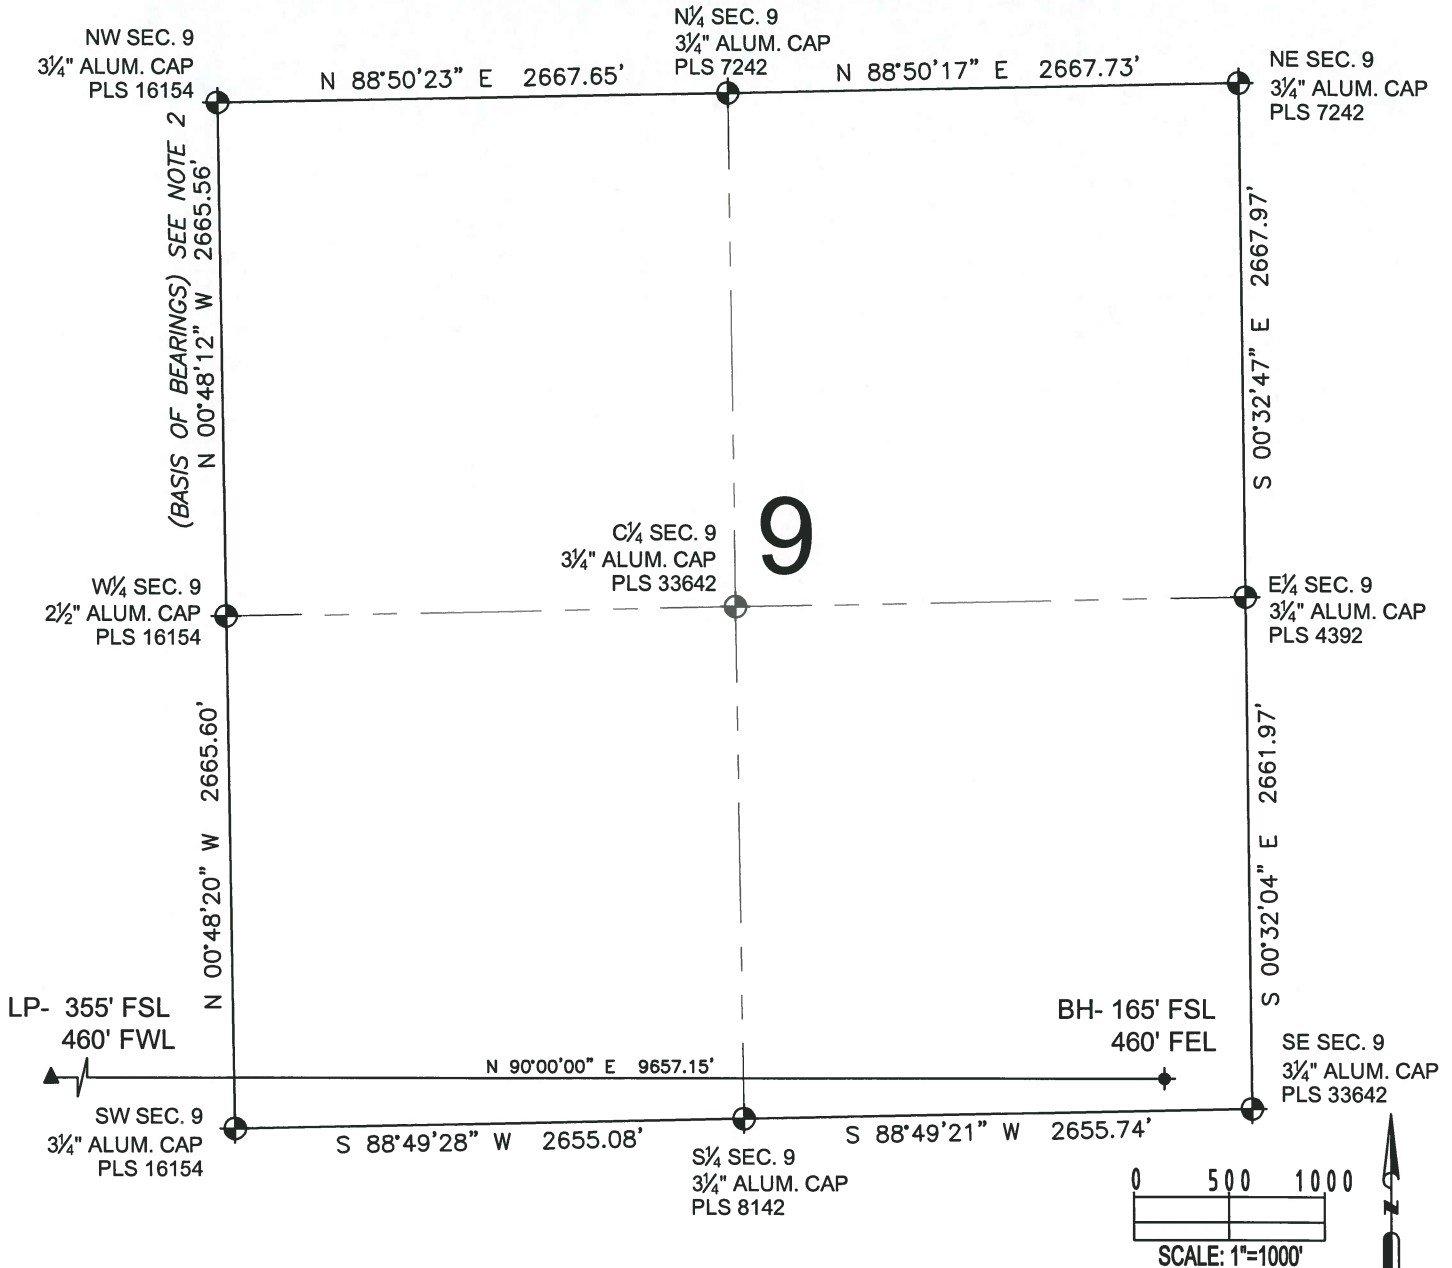 N¼ SEC. 9
3¼" ALUM. CAP
PLS 7242
NW SEC. 9
3¼" ALUM. CAP
PLS 16154
N 88°50'23" E 2667.65'
N 88°50'17" E 2667.73'
NE SEC. 9
3¼" ALUM. CAP
PLS 7242
(BASIS OF BEARINGS) SEE NOTE 2
N 00°48'12" W 2665.56'
S 00°32'47" E 2667.97'
9
C¼ SEC. 9
3¼" ALUM. CAP
PLS 33642
W¼ SEC. 9
2½" ALUM. CAP
PLS 16154
E¼ SEC. 9
3¼" ALUM. CAP
PLS 4392
N 00°48'20" W 2665.60'
S 00°32'04" E 2661.97'
LP- 355' FSL
460' FWL
BH- 165' FSL
460' FEL
N 90°00'00" E 9657.15'
SE SEC. 9
3¼" ALUM. CAP
PLS 33642
SW SEC. 9
3¼" ALUM. CAP
PLS 16154
S 88°49'28" W 2655.08'
S 88°49'21" W 2655.74'
S¼ SEC. 9
3¼" ALUM. CAP
PLS 8142
0 500 1000
SCALE: 1"=1000'
N